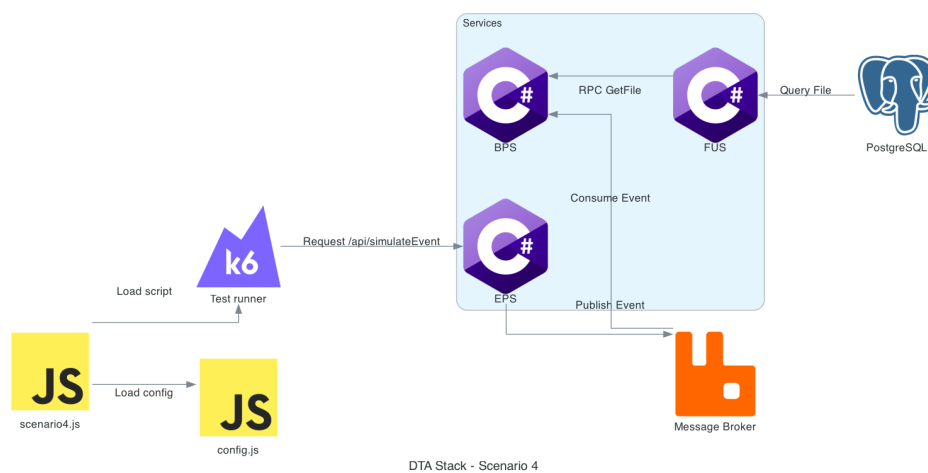 Services
C#
BPS
RPC GetFile
C#
FUS
Query File
PostgreSQL
Consume Event
k6
Test runner
Request /api/simulateEvent
C#
EPS
Load script
Publish Event
JS
scenario4.js
Load config
JS
config.js
Message Broker
DTA Stack - Scenario 4